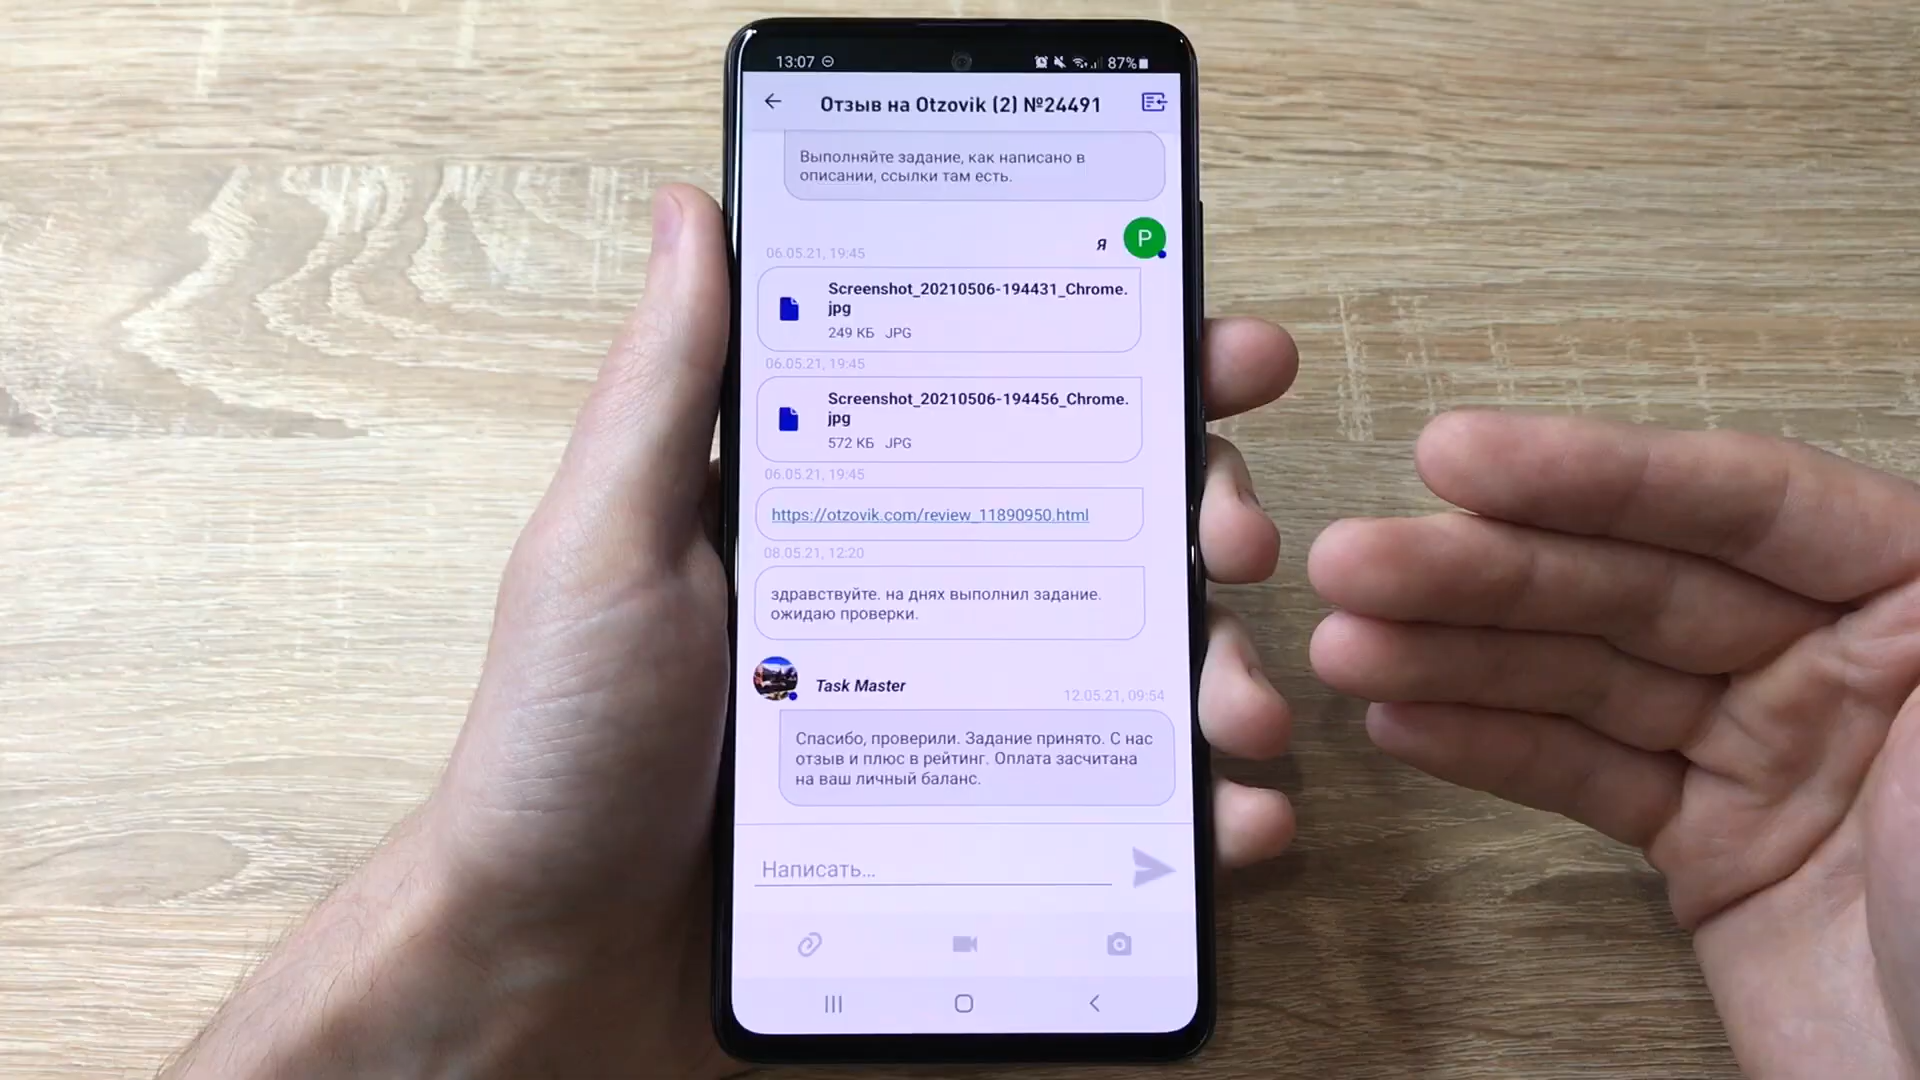 13:07
87%
Отзыв на Otzovik (2) №24491
Выполняйте задание, как написано в
описании, ссылки там есть.
Я
P
06.05.21, 19:45
Screenshot_20210506-194431_Chrome.
jpg
249 КБ JPG
06.05.21, 19:45
Screenshot_20210506-194456_Chrome.
jpg
572 КБ JPG
06.05.21, 19:45
https://otzovik.com/review_11890950.html
08.05.21, 12:20
здравствуйте. на днях выполнил задание.
ожидаю проверки.
Task Master
12.05.21, 09:54
Спасибо, проверили. Задание принято. С нас
отзыв и плюс в рейтинг. Оплата засчитана
на ваш личный баланс.
Написать...